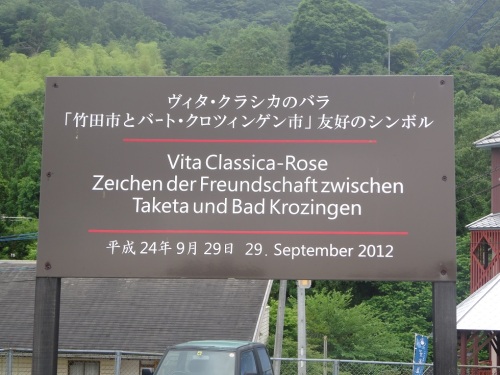 ヴィタ・クラシカのバラ
「竹田市とバート・クロツィンゲン市」友好のシンボル
Vita Classica-Rose
Zeichen der Freundschaft zwischen
Taketa und Bad Krozingen
平成24年9月29日 29. September 2012